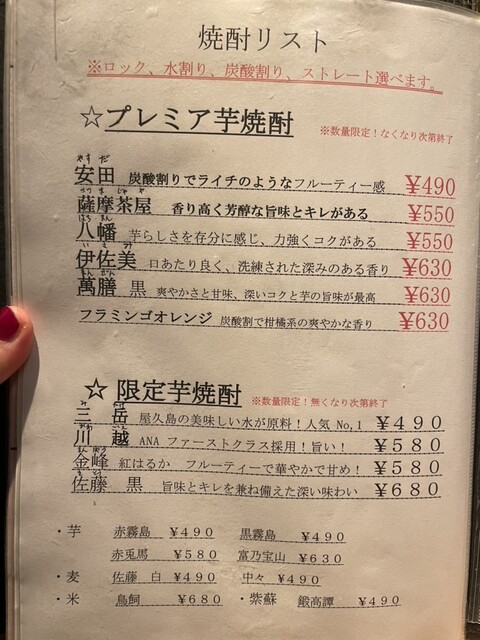 焼酎リスト
※ロック、水割り、炭酸割り、ストレート選べます。
☆プレミア芋焼酎 ※数量限定！なくなり次第終了
やすだ
安田 炭酸割りでライチのようなフルーティー感 ¥490
さつまちゃや
薩摩茶屋 香り高く芳醇な旨味とキレがある ¥550
はちまん
八幡 芋らしさを存分に感じ、力強くコクがある ¥550
いさみ
伊佐美 口あたり良く、洗練された深みのある香り ¥630
まんぜん
萬膳 黒 爽やかさと甘味、深いコクと芋の旨味が最高 ¥630
フラミンゴオレンジ 炭酸割で柑橘系の爽やかな香り ¥630
☆ 限定芋焼酎 ※数量限定！無くなり次第終了
三岳 屋久島の美味しい水が原料！人気 No,1 ¥490
川越 ANA ファーストクラス採用！旨い！ ¥580
金峰 紅はるか フルーティーで華やかで甘め！ ¥580
佐藤 黒 旨味とキレを兼ね備えた深い味わい ¥680
・芋 赤霧島 ¥490 黒霧島 ¥490
赤兎馬 ¥580 富乃宝山 ¥630
・麦 佐藤 白 ¥490 中々 ¥490
・米 鳥飼 ¥680 ・紫蘇 鍛高譚 ¥490